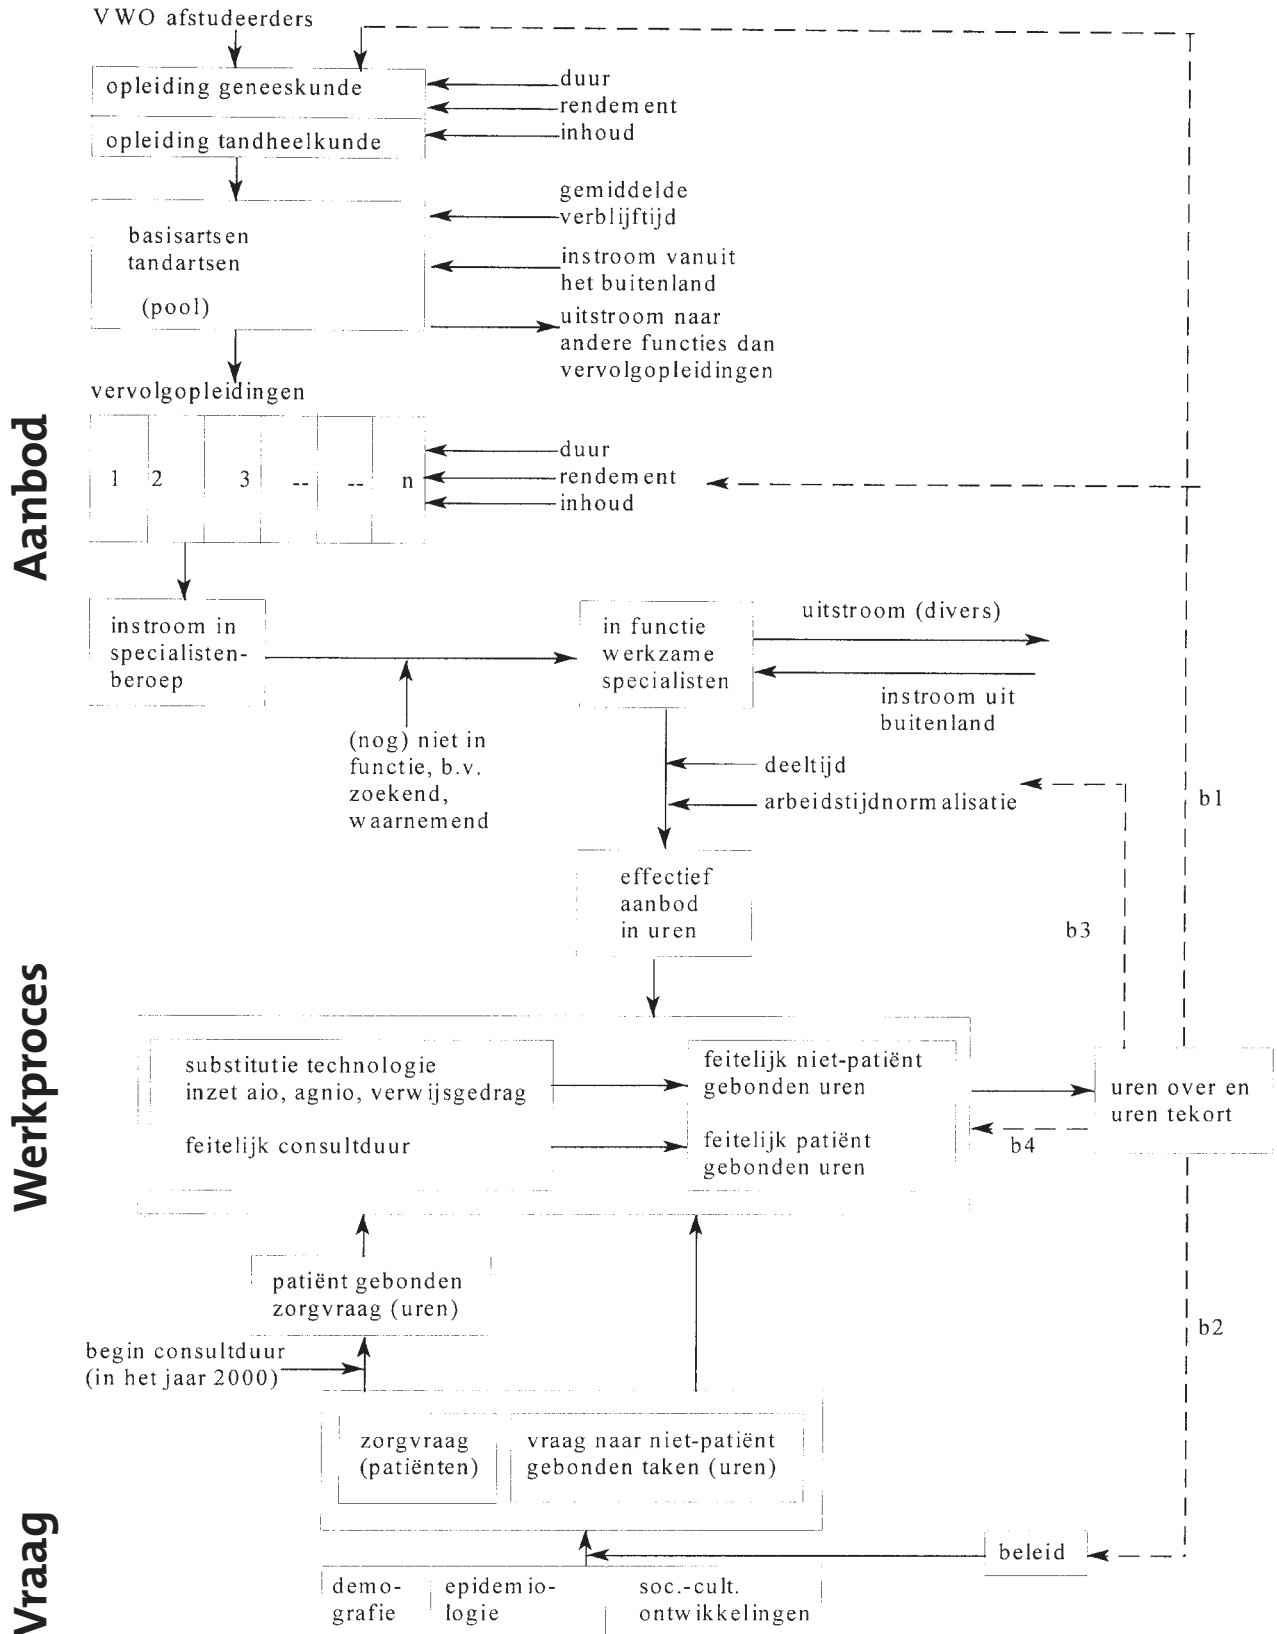 VWO afstudeerders
opleiding geneeskunde
opleiding tandheelkunde
duur
rendement
inhoud
basisartsen
tandartsen
(pool)
gemiddelde
verblijftijd
instroom vanuit
het buitenland
uitstroom naar
andere functies dan
vervolgopleidingen
vervolgopleidingen
1 2 3 -- -- n
duur
rendement
inhoud
Aanbod
instroom in
specialisten-
beroep
(nog) niet in
functie, b.v.
zoekend,
waarnemend
in functie
werkzame
specialisten
uitstroom (divers)
instroom uit
buitenland
deeltijd
arbeidstijdnormalisatie
b1
b3
effectief
aanbod
in uren
Werkproces
substitutie technologie
inzet aio, agnio, verwijsgedrag
feitelijk consultduur
feitelijk niet-patiënt
gebonden uren
feitelijk patiënt
gebonden uren
uren over en
uren tekort
b4
patiënt gebonden
zorgvraag (uren)
begin consultduur
(in het jaar 2000)
b2
zorgvraag
(patiënten)
vraag naar niet-patiënt
gebonden taken (uren)
Vraag
beleid
demo-
grafie
epidemio-
logie
soc.-cult.
ontwikkelingen